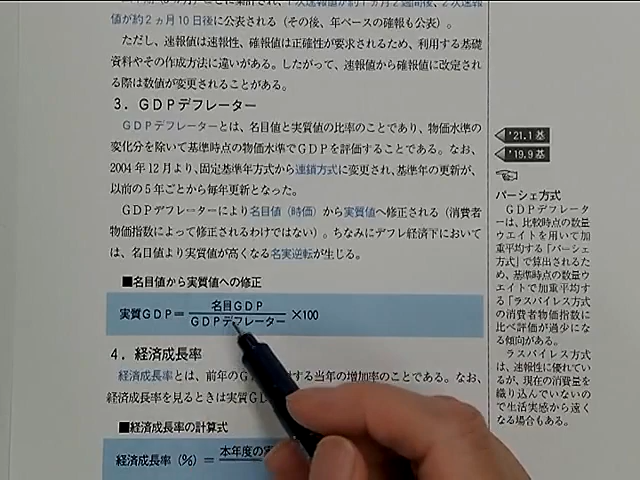 値が約２ヵ月10日後に公表される（その後、年ベースの確報も公表）。
ただし、速報値は速報性、確報値は正確性が要求されるため、利用する基礎
資料やその作成方法に違いがある。したがって、速報値から確報値に改定され
る際は数値が変更されることがある。
３．ＧＤＰデフレーター
ＧＤＰデフレーターとは、名目値と実質値の比率のことであり、物価水準の
変化分を除いて基準時点の物価水準でＧＤＰを評価することである。なお、
2004年12月より、固定基準年方式から連鎖方式に変更され、基準年の更新が、
以前の５年ごとから毎年更新となった。
ＧＤＰデフレーターにより名目値（時価）から実質値へ修正される（消費者
物価指数によって修正されるわけではない）。ちなみにデフレ経済下において
は、名目値より実質値が高くなる名実逆転が生じる。
■名目値から実質値への修正
実質ＧＤＰ＝名目ＧＤＰ
ＧＤＰデフレーター×100
４．経済成長率
経済成長率とは、前年のＧ 対する当年の増加率のことである。なお、
経済成長率を見るときは実質Ｇ
■経済成長率の計算式
経済成長率（％）＝本年度の
'21.1基
'19.9基
パーシェ方式
ＧＤＰデフレータ
ーは、比較時点の数量
ウエイトを用いて加
重平均する「パーシェ
方式」で算出されるた
め、基準時点の数量ウ
エイトで加重平均す
る「ラスパイレス方式
の消費者物価指数に
比べ評価が過少にな
る傾向がある。
ラスパイレス方式
は、速報性に優れてい
るが、現在の消費量を
織り込んでいないの
で生活実感から遠く
なる場合もある。